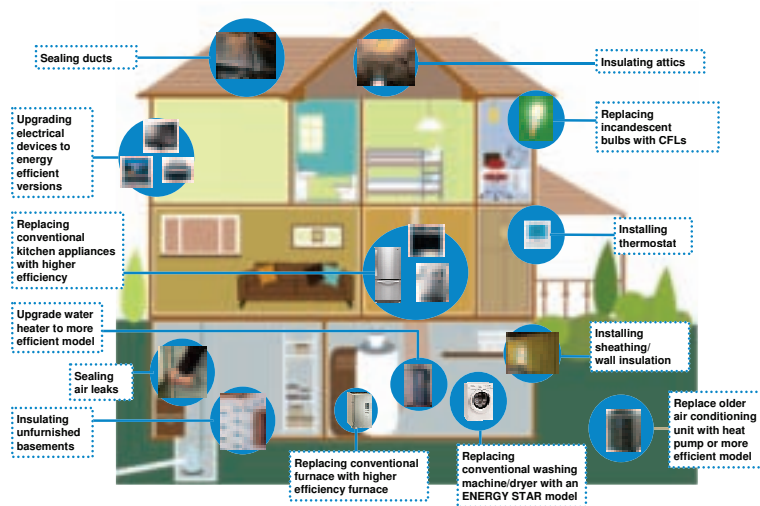 Sealing ducts
Insulating attics
Upgrading
electrical
devices to
energy
efficient
versions
Replacing
incandescent
bulbs with CFLs
Replacing
conventional
kitchen appliances
with higher
efficiency
Installing
thermostat
Upgrade water
heater to more
efficient model
Installing
sheathing/
wall insulation
Sealing
air leaks
Insulating
unfurnished
basements
Replacing conventional
furnace with higher
efficiency furnace
Replacing
conventional washing
machine/dryer with an
ENERGY STAR model
Replace older
air conditioning
unit with heat
pump or more
efficient model